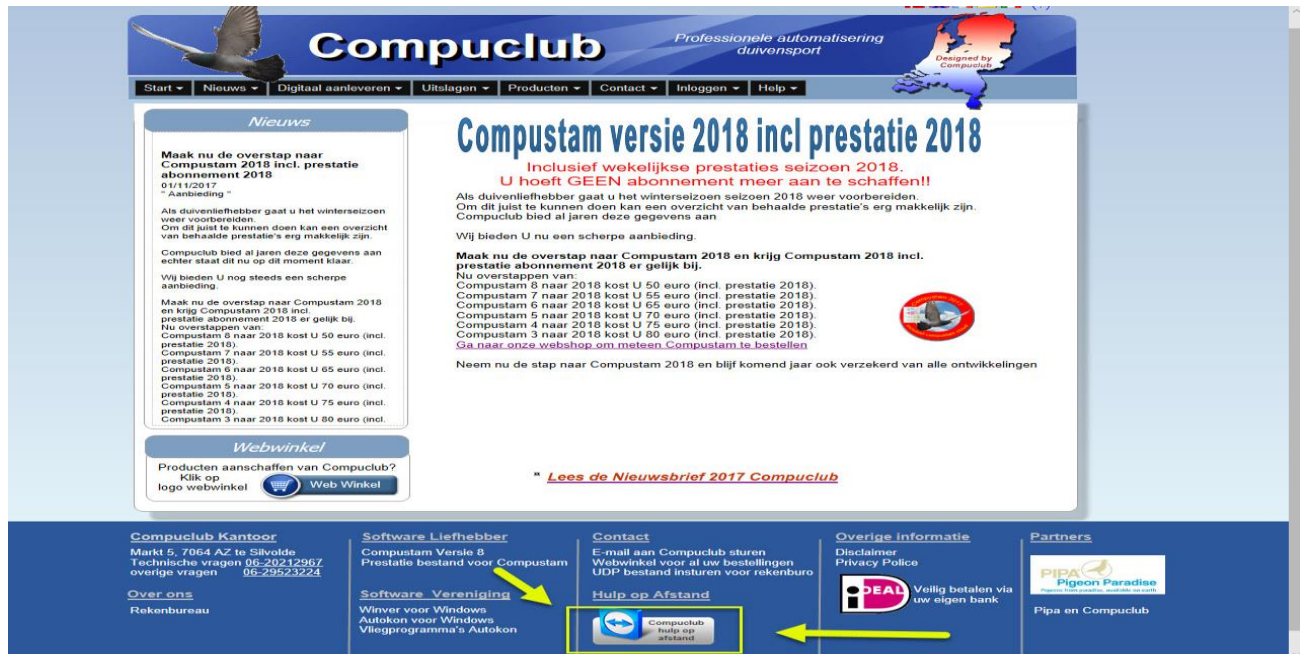 Compuclub
Professionele automatisering
duivensport
Designed by
Compuclub
Start Nieuws Digitaal aanleveren Uitslagen Producten Contact Inloggen Help
Nieuws
Maak nu de overstap naar
Compustam 2018 incl. prestatie
abonnement 2018
01/11/2017
" Aanbieding "
Als duivenliefhebber gaat u het winterseizoen
weer voorbereiden.
Om dit juist te kunnen doen kan een overzicht
van behaalde prestatie's erg makkelijk zijn.
Compuclub bied al jaren deze gegevens aan
echter staat dit nu op dit moment klaar.
Wij bieden U nog steeds een scherpe
aanbieding.
Maak nu de overstap naar Compustam 2018
en krijg Compustam 2018 incl.
prestatie abonnement 2018 er gelijk bij.
Nu overstappen van:
Compustam 8 naar 2018 kost U 50 euro (incl.
prestatie 2018).
Compustam 7 naar 2018 kost U 55 euro (incl.
prestatie 2018).
Compustam 6 naar 2018 kost U 65 euro (incl.
prestatie 2018).
Compustam 5 naar 2018 kost U 70 euro (incl.
prestatie 2018).
Compustam 4 naar 2018 kost U 75 euro (incl.
prestatie 2018).
Compustam 3 naar 2018 kost U 80 euro (incl.
Webwinkel
Producten aanschaffen van Compuclub?
Klik op
logo webwinkel
Web Winkel
Compustam versie 2018 incl prestatie 2018
Inclusief wekelijkse prestaties seizoen 2018.
U hoeft GEEN abonnement meer aan te schaffen!!
Als duivenliefhebber gaat u het winterseizoen seizoen 2018 weer voorbereiden.
Om dit juist te kunnen doen kan een overzicht van behaalde prestatie's erg makkelijk zijn.
Compuclub bied al jaren deze gegevens aan
Wij bieden U nu een scherpe aanbieding.
Maak nu de overstap naar Compustam 2018 en krijg Compustam 2018 incl.
prestatie abonnement 2018 er gelijk bij.
Nu overstappen van:
Compustam 8 naar 2018 kost U 50 euro (incl. prestatie 2018).
Compustam 7 naar 2018 kost U 55 euro (incl. prestatie 2018).
Compustam 6 naar 2018 kost U 65 euro (incl. prestatie 2018).
Compustam 5 naar 2018 kost U 70 euro (incl. prestatie 2018).
Compustam 4 naar 2018 kost U 75 euro (incl. prestatie 2018).
Compustam 3 naar 2018 kost U 80 euro (incl. prestatie 2018).
Ga naar onze webshop om meteen Compustam te bestellen
Neem nu de stap naar Compustam 2018 en blijf komend jaar ook verzekerd van alle ontwikkelingen
" Lees de Nieuwsbrief 2017 Compuclub
Compuclub Kantoor
Markt 5, 7064 AZ te Silvolde
Technische vragen 06-20212967
overige vragen 06-29523224
Over ons
Rekenbureau
Software Liefhebber
Compustam Versie 8
Prestatie bestand voor Compustam
Software Vereniging
Winver voor Windows
Autokon voor Windows
Vliegprogramma's Autokon
Contact
E-mail aan Compuclub sturen
Webwinkel voor al uw bestellingen
UDP bestand insturen voor rekenburo
Hulp op Afstand
Compuclub
hulp op
afstand
Overige informatie
Disclaimer
Privacy Police
iDEAL
Veilig betalen via
uw eigen bank
Partners
PIPA
Pigeon Paradise
Pipa en Compuclub